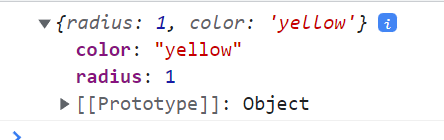 ▼{radius: 1, color: 'yellow'} i
color: "yellow"
radius: 1
▶[[Prototype]]: Object
>